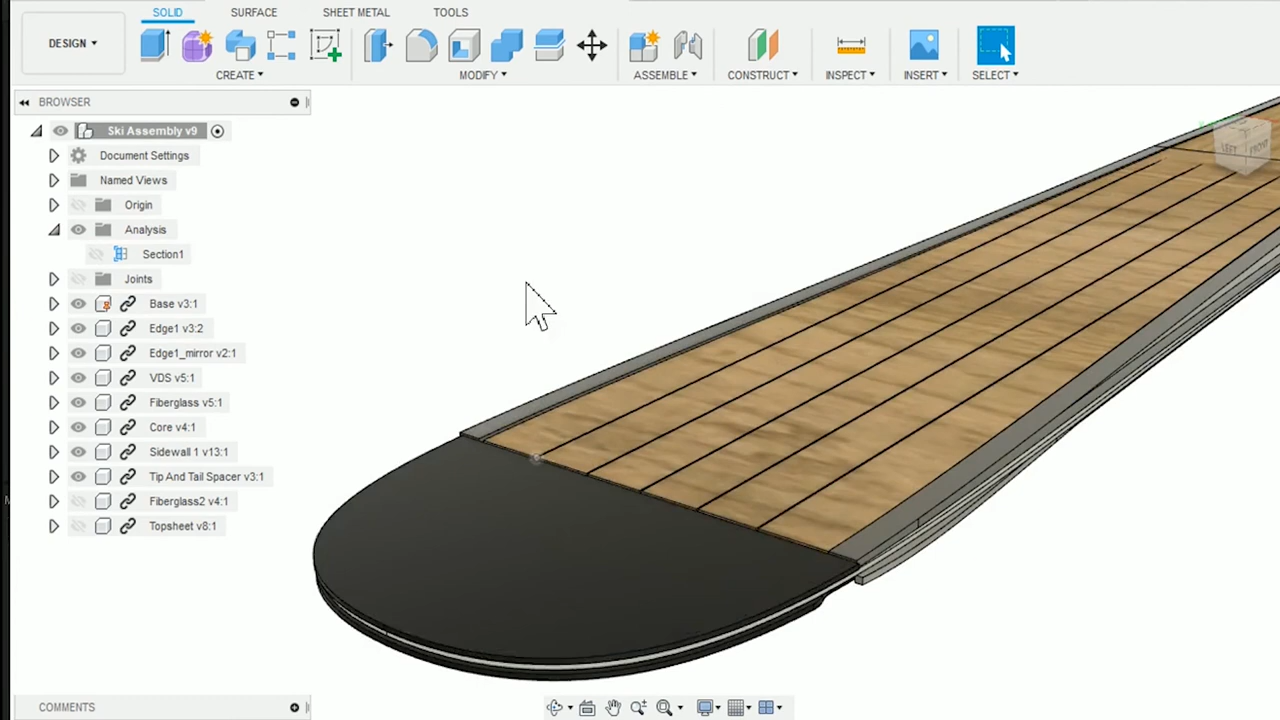 SOLID SURFACE SHEET METAL TOOLS
DESIGN
CREATE MODIFY ASSEMBLE CONSTRUCT INSPECT INSERT SELECT
BROWSER
Ski Assembly v9
Document Settings
Named Views
Origin
Analysis
Section1
Joints
Base v3:1
Edge1 v3:2
Edge1_mirror v2:1
VDS v5:1
Fiberglass v5:1
Core v4:1
Sidewall 1 v13:1
Tip And Tail Spacer v3:1
Fiberglass2 v4:1
Topsheet v8:1
LEFT FRONT
COMMENTS